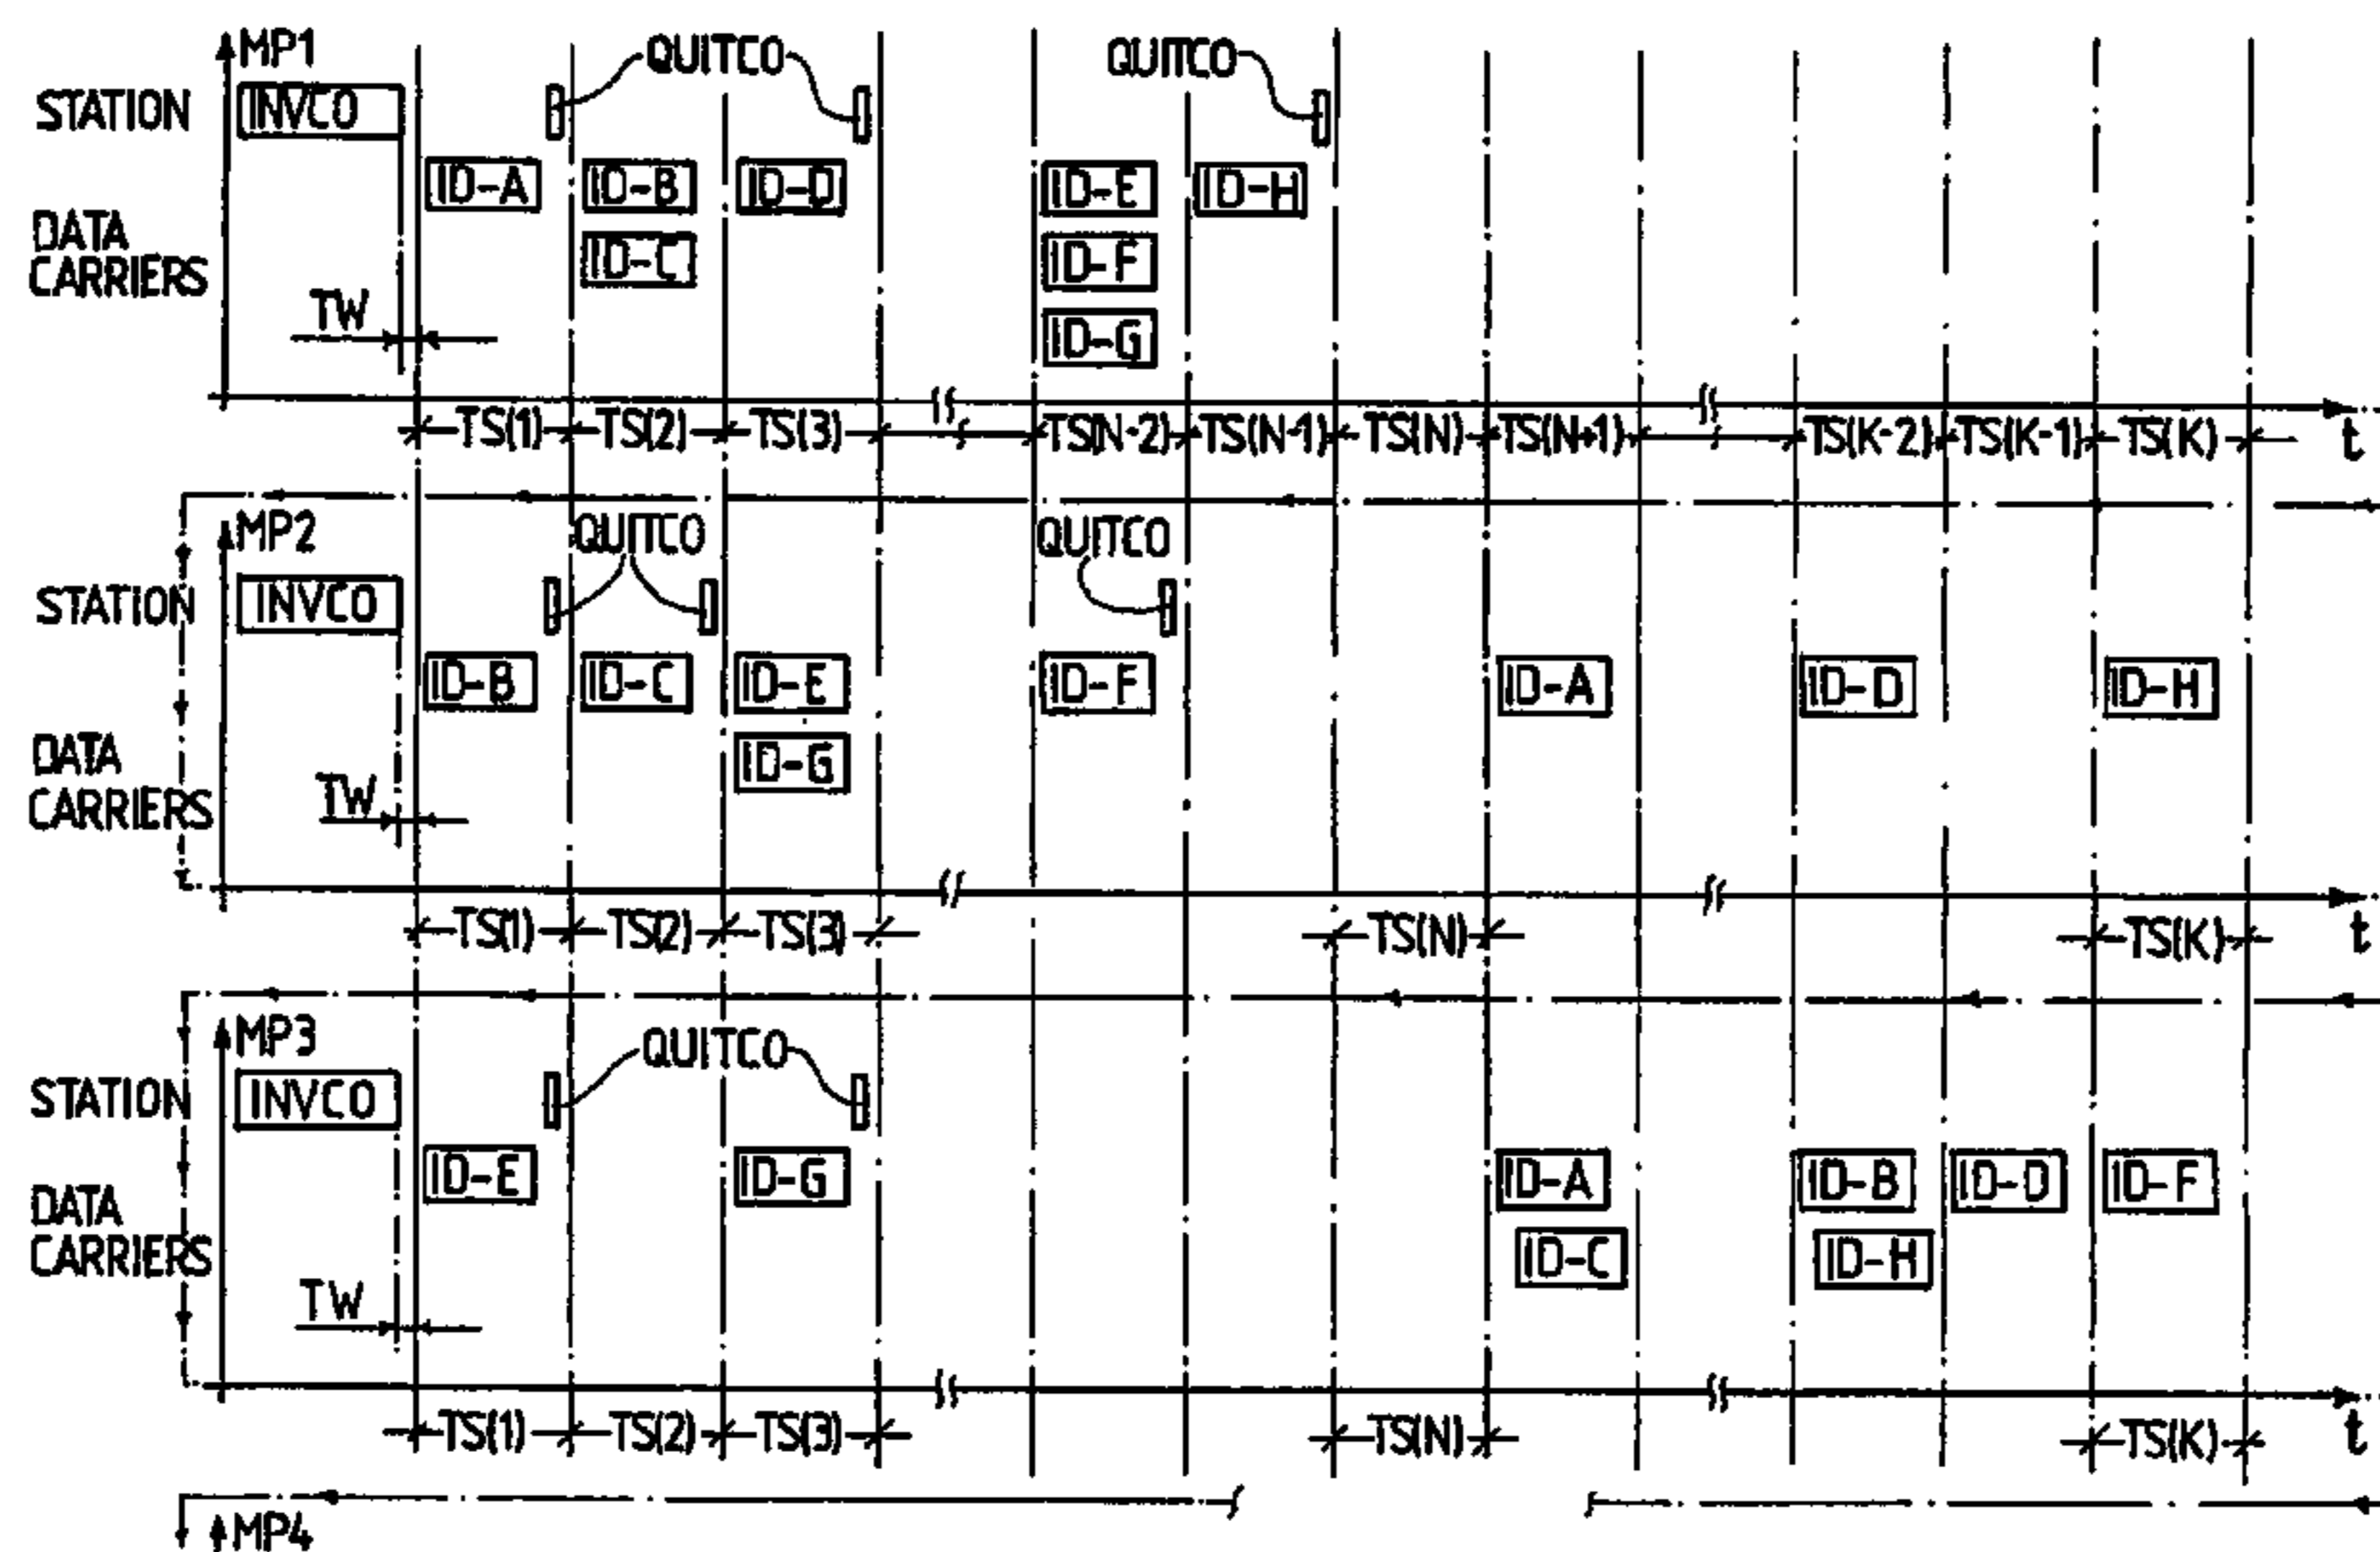 MP1
QUITCO
QUITCO
STATION
INVCO
ID-A
ID-B
ID-D
ID-E
ID-H
DATA
CARRIERS
ID-C
ID-F
TW
ID-G
TS(1)
TS(2)
TS(3)
TS(N-2)
TS(N-1)
TS(N)
TS(N+1)
TS(K-2)
TS(K-1)
TS(K)
t
MP2
QUITCO
QUITCO
STATION
INVCO
ID-B
ID-C
ID-E
ID-F
ID-A
ID-D
ID-H
DATA
CARRIERS
ID-G
TW
TS(1)
TS(2)
TS(3)
TS(N)
TS(K)
t
MP3
QUITCO
STATION
INVCO
ID-E
ID-G
ID-A
ID-B
ID-D
ID-F
DATA
CARRIERS
ID-C
ID-H
TW
TS(1)
TS(2)
TS(3)
TS(N)
TS(K)
t
MP4